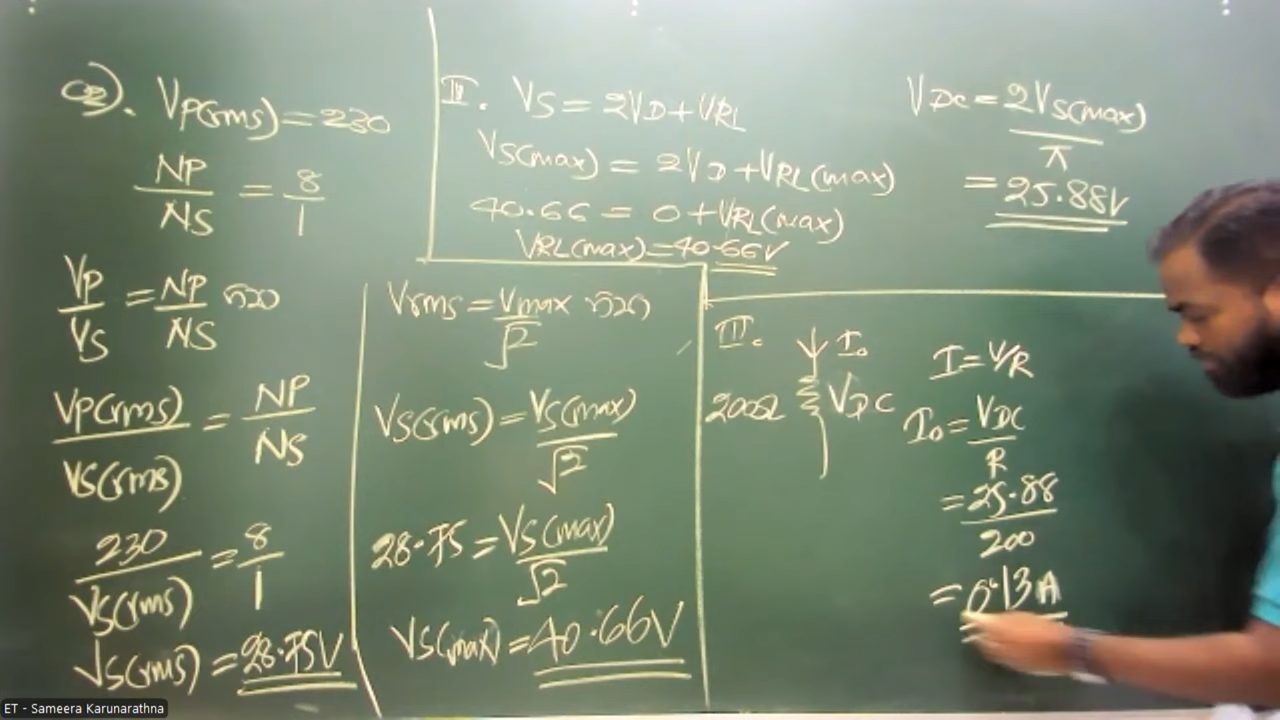 Q2). VP(rms) = 230
NP/NS = 8/1
VP/VS = NP/NS නිසා
VP(rms)/VS(rms) = NP/NS
230/VS(rms) = 8/1
VS(rms) = 28.75V
Vrms = Vmax/√2 නිසා
VS(rms) = VS(max)/√2
28.75 = VS(max)/√2
VS(max) = 40.66V
II. VS = 2VD + VRL
VS(max) = 2VD + VRL(max)
40.66 = 0 + VRL(max)
VRL(max) = 40.66V
VDC = 2VS(max)/π
= 25.88V
III.
I₀
200Ω VDC
I = V/R
I₀ = VDC/R
= 25.88/200
= 0.13A
ET - Sameera Karunarathna